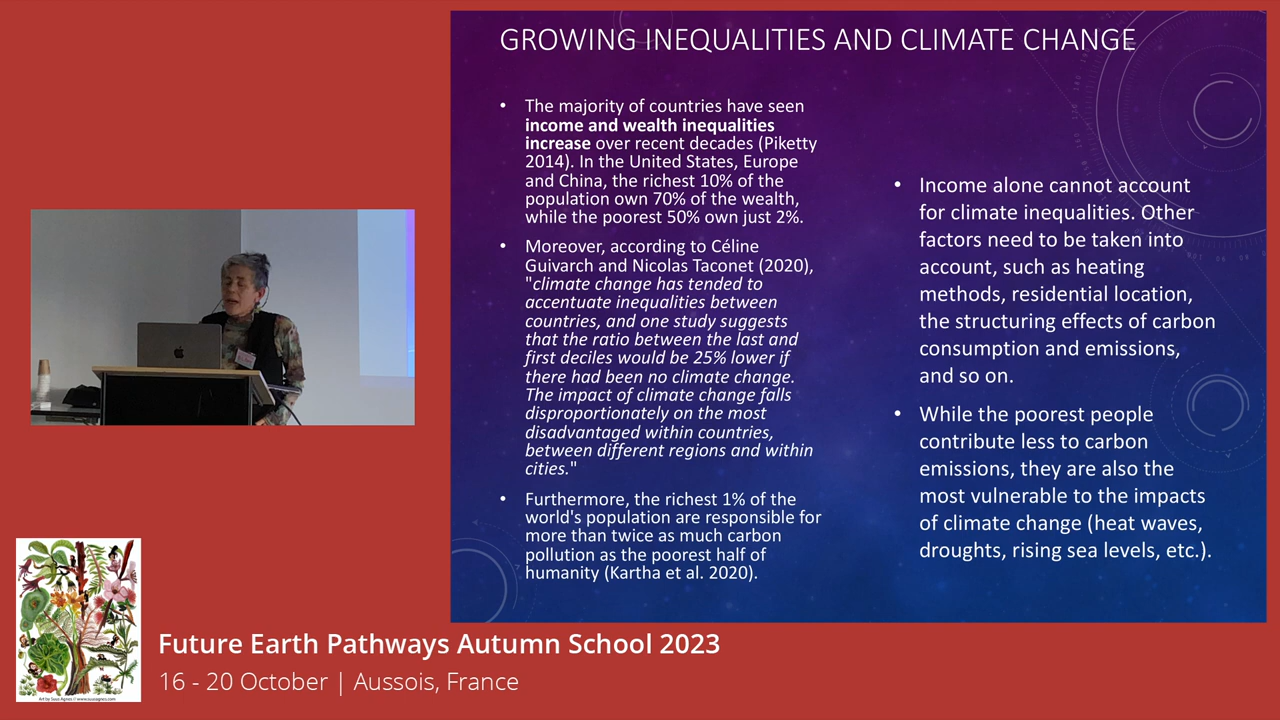 GROWING INEQUALITIES AND CLIMATE CHANGE
• The majority of countries have seen
income and wealth inequalities
increase over recent decades (Piketty
2014). In the United States, Europe
and China, the richest 10% of the
population own 70% of the wealth,
while the poorest 50% own just 2%.
• Moreover, according to Céline
Guivarch and Nicolas Taconet (2020),
"climate change has tended to
accentuate inequalities between
countries, and one study suggests
that the ratio between the last and
first deciles would be 25% lower if
there had been no climate change.
The impact of climate change falls
disproportionately on the most
disadvantaged within countries,
between different regions and within
cities."
• Furthermore, the richest 1% of the
world's population are responsible for
more than twice as much carbon
pollution as the poorest half of
humanity (Kartha et al. 2020).
• Income alone cannot account
for climate inequalities. Other
factors need to be taken into
account, such as heating
methods, residential location,
the structuring effects of carbon
consumption and emissions,
and so on.
• While the poorest people
contribute less to carbon
emissions, they are also the
most vulnerable to the impacts
of climate change (heat waves,
droughts, rising sea levels, etc.).
Future Earth Pathways Autumn School 2023
16 - 20 October | Aussois, France